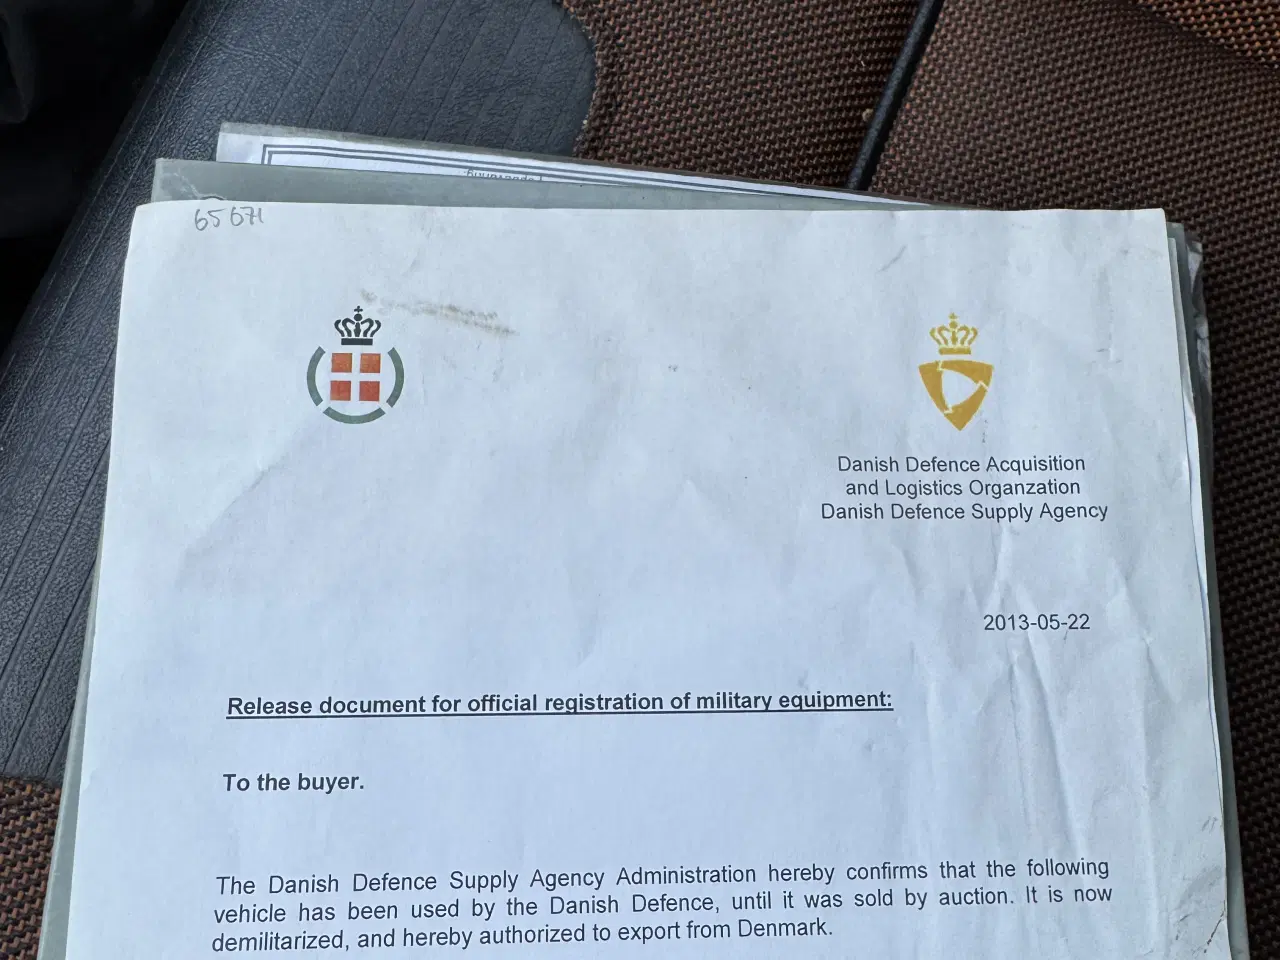 65671
Danish Defence Acquisition
and Logistics Organzation
Danish Defence Supply Agency
2013-05-22
Release document for official registration of military equipment:
To the buyer.
The Danish Defence Supply Agency Administration hereby confirms that the following
vehicle has been used by the Danish Defence, until it was sold by auction. It is now
demilitarized, and hereby authorized to export from Denmark.